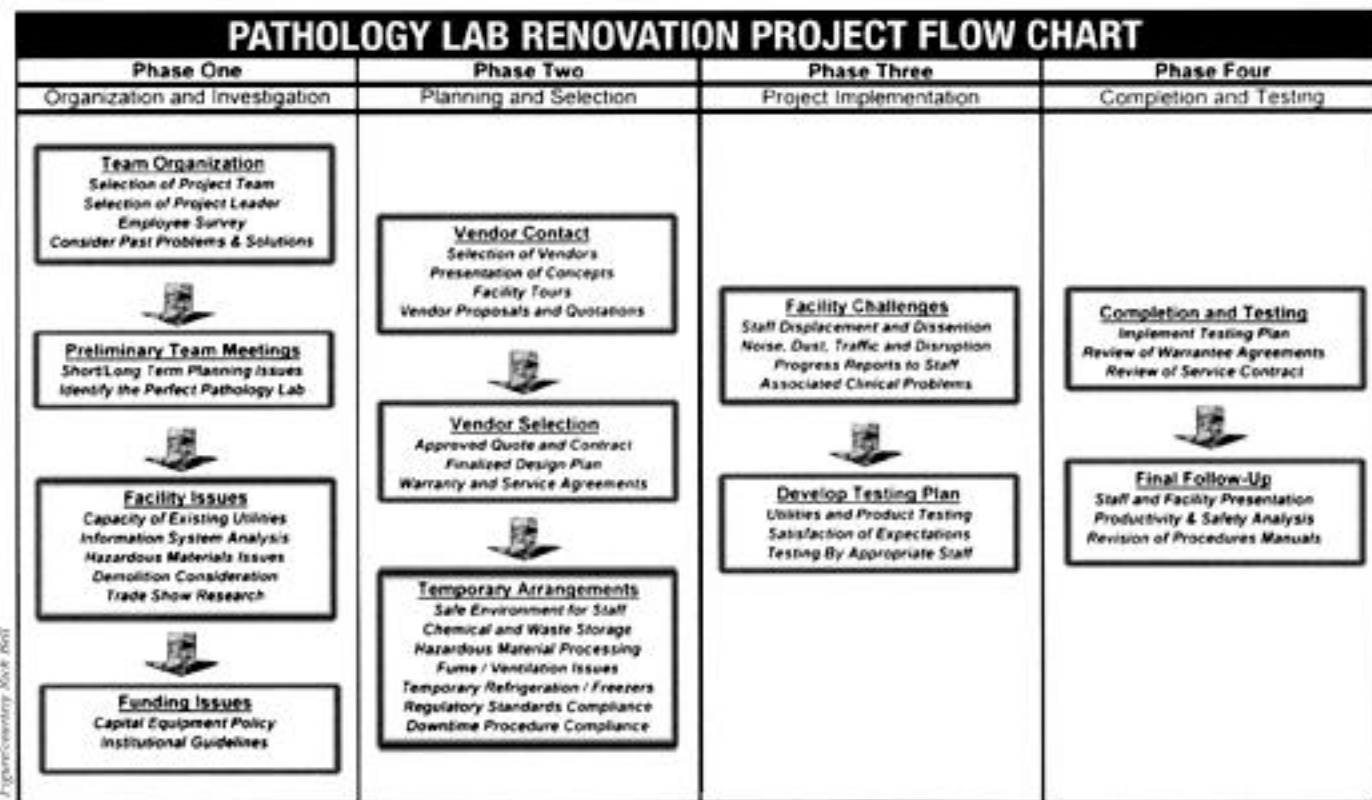 PATHOLOGY LAB RENOVATION PROJECT FLOW CHART
Phase One
Organization and Investigation
Team Organization
Selection of Project Team
Selection of Project Leader
Employee Survey
Consider Past Problems & Solutions
Preliminary Team Meetings
Short/Long Term Planning Issues
Identify the Perfect Pathology Lab
Facility Issues
Capacity of Existing Utilities
Information System Analysis
Hazardous Materials Issues
Demolition Consideration
Trade Show Research
Funding Issues
Capital Equipment Policy
Institutional Guidelines
Phase Two
Planning and Selection
Vendor Contact
Selection of Vendors
Presentation of Concepts
Facility Tours
Vendor Proposals and Quotations
Vendor Selection
Approved Quote and Contract
Finalized Design Plan
Warranty and Service Agreements
Temporary Arrangements
Safe Environment for Staff
Chemical and Waste Storage
Hazardous Material Processing
Fume / Ventilation Issues
Temporary Refrigeration / Freezers
Regulatory Standards Compliance
Downtime Procedure Compliance
Phase Three
Project Implementation
Facility Challenges
Staff Displacement and Dissention
Noise, Dust, Traffic and Disruption
Progress Reports to Staff
Associated Clinical Problems
Develop Testing Plan
Utilities and Product Testing
Satisfaction of Expectations
Testing By Appropriate Staff
Phase Four
Completion and Testing
Completion and Testing
Implement Testing Plan
Review of Warrantee Agreements
Review of Service Contract
Final Follow-Up
Staff and Facility Presentation
Productivity & Safety Analysis
Revision of Procedures Manuals